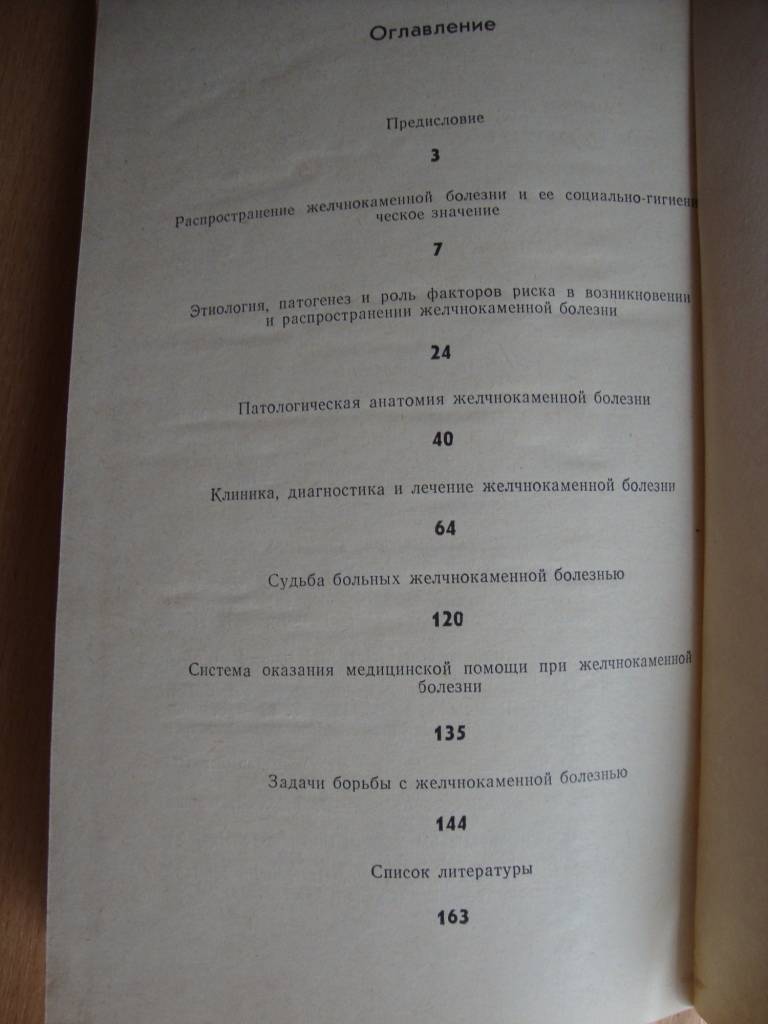 Оглавление
Предисловие
3
Распространение желчнокаменной болезни и ее социально-гигиени
ческое значение
7
Этиология, патогенез и роль факторов риска в возникновении
и распространении желчнокаменной болезни
24
Патологическая анатомия желчнокаменной болезни
40
Клиника, диагностика и лечение желчнокаменной болезни
64
Судьба больных желчнокаменной болезнью
120
Система оказания медицинской помощи при желчнокаменной
болезни
135
Задачи борьбы с желчнокаменной болезнью
144
Список литературы
163